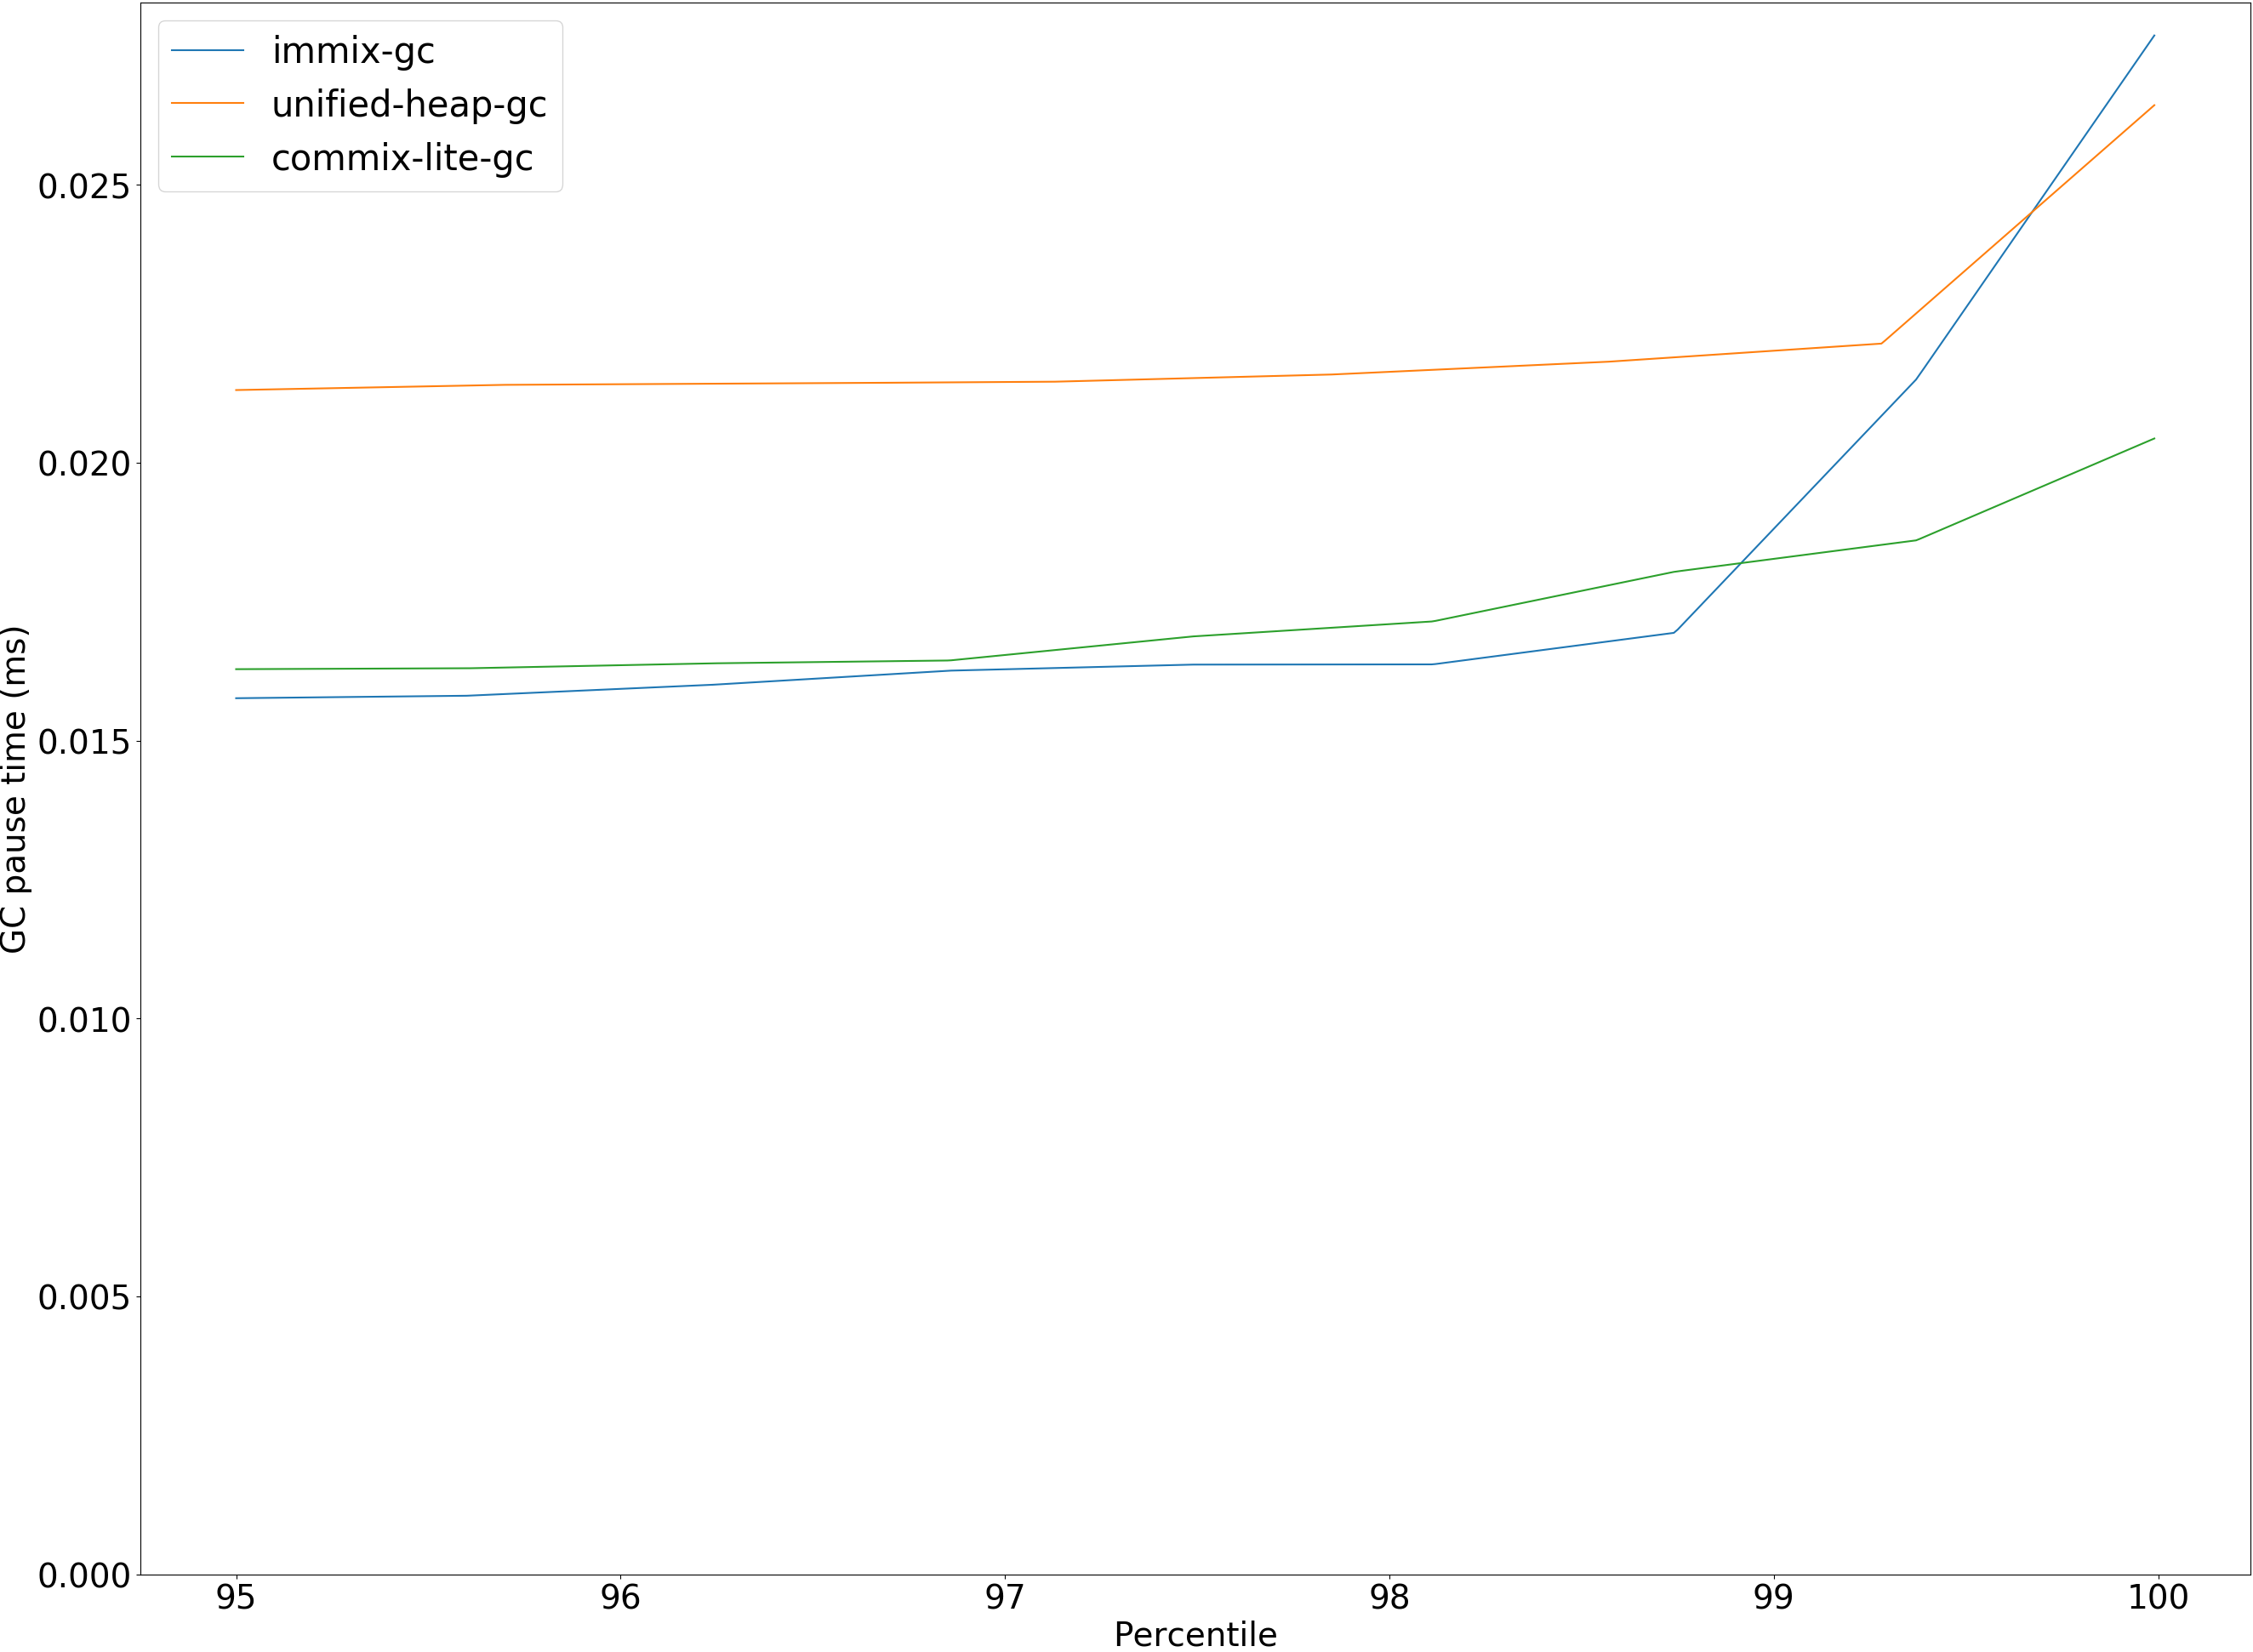 immix-gc
unified-heap-gc
commix-lite-gc
GC pause time (ms)
0.025
0.020
0.015
0.010
0.005
0.000
95 96 97 98 99 100
Percentile